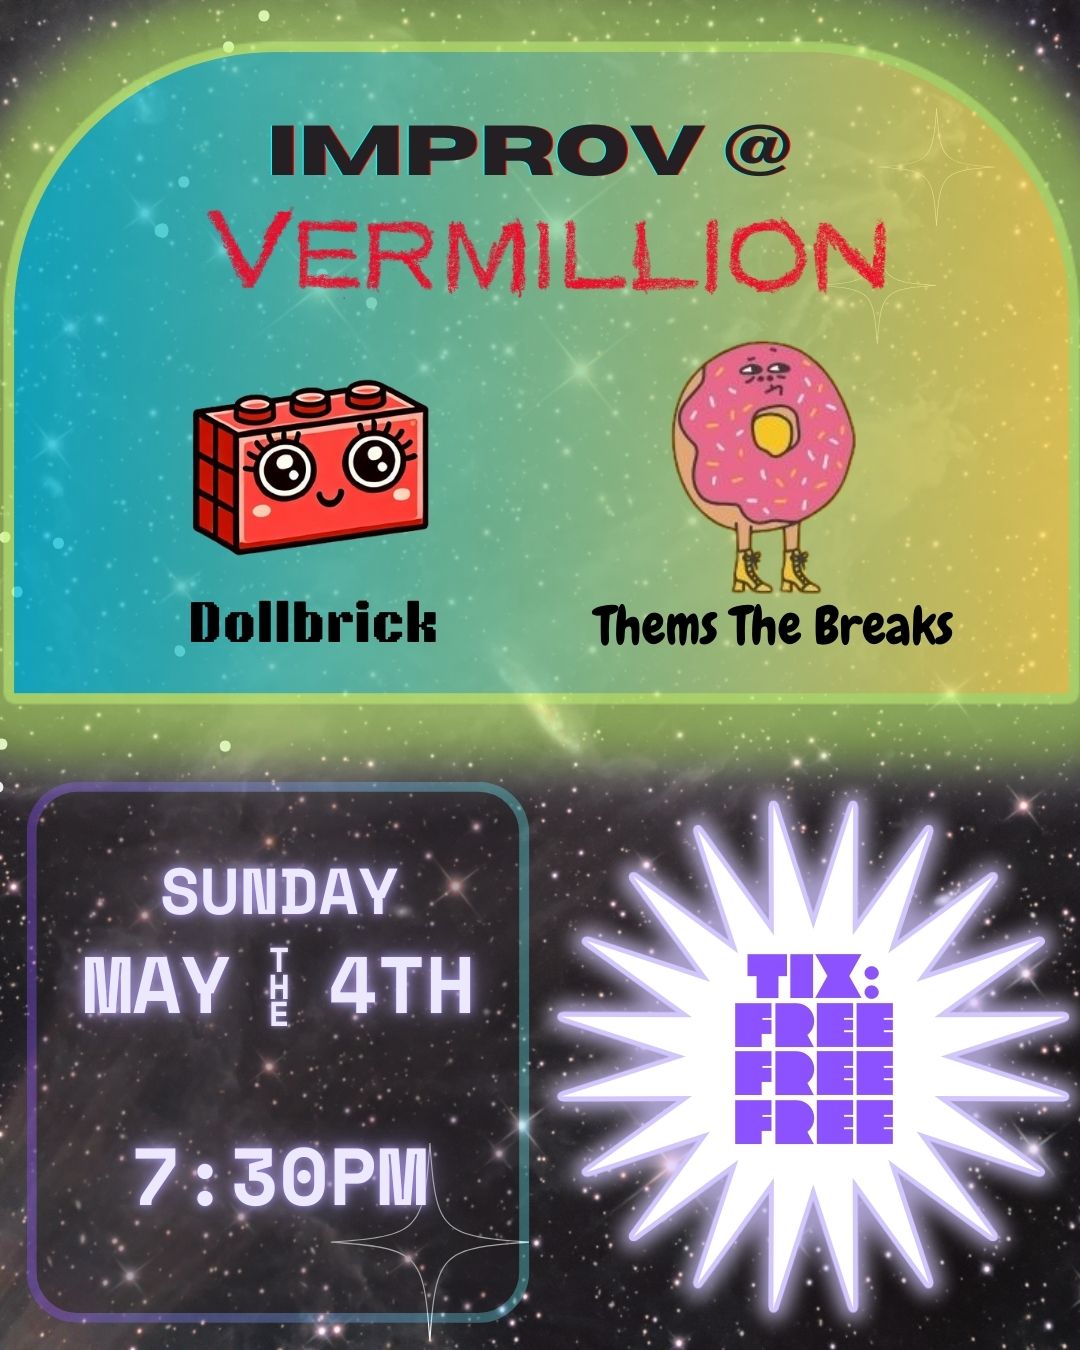 IMPROV @
VERMILLION
Dollbrick
Thems The Breaks
SUNDAY
MAY THE 4TH
7:30PM
TIX:
FREE
FREE
FREE